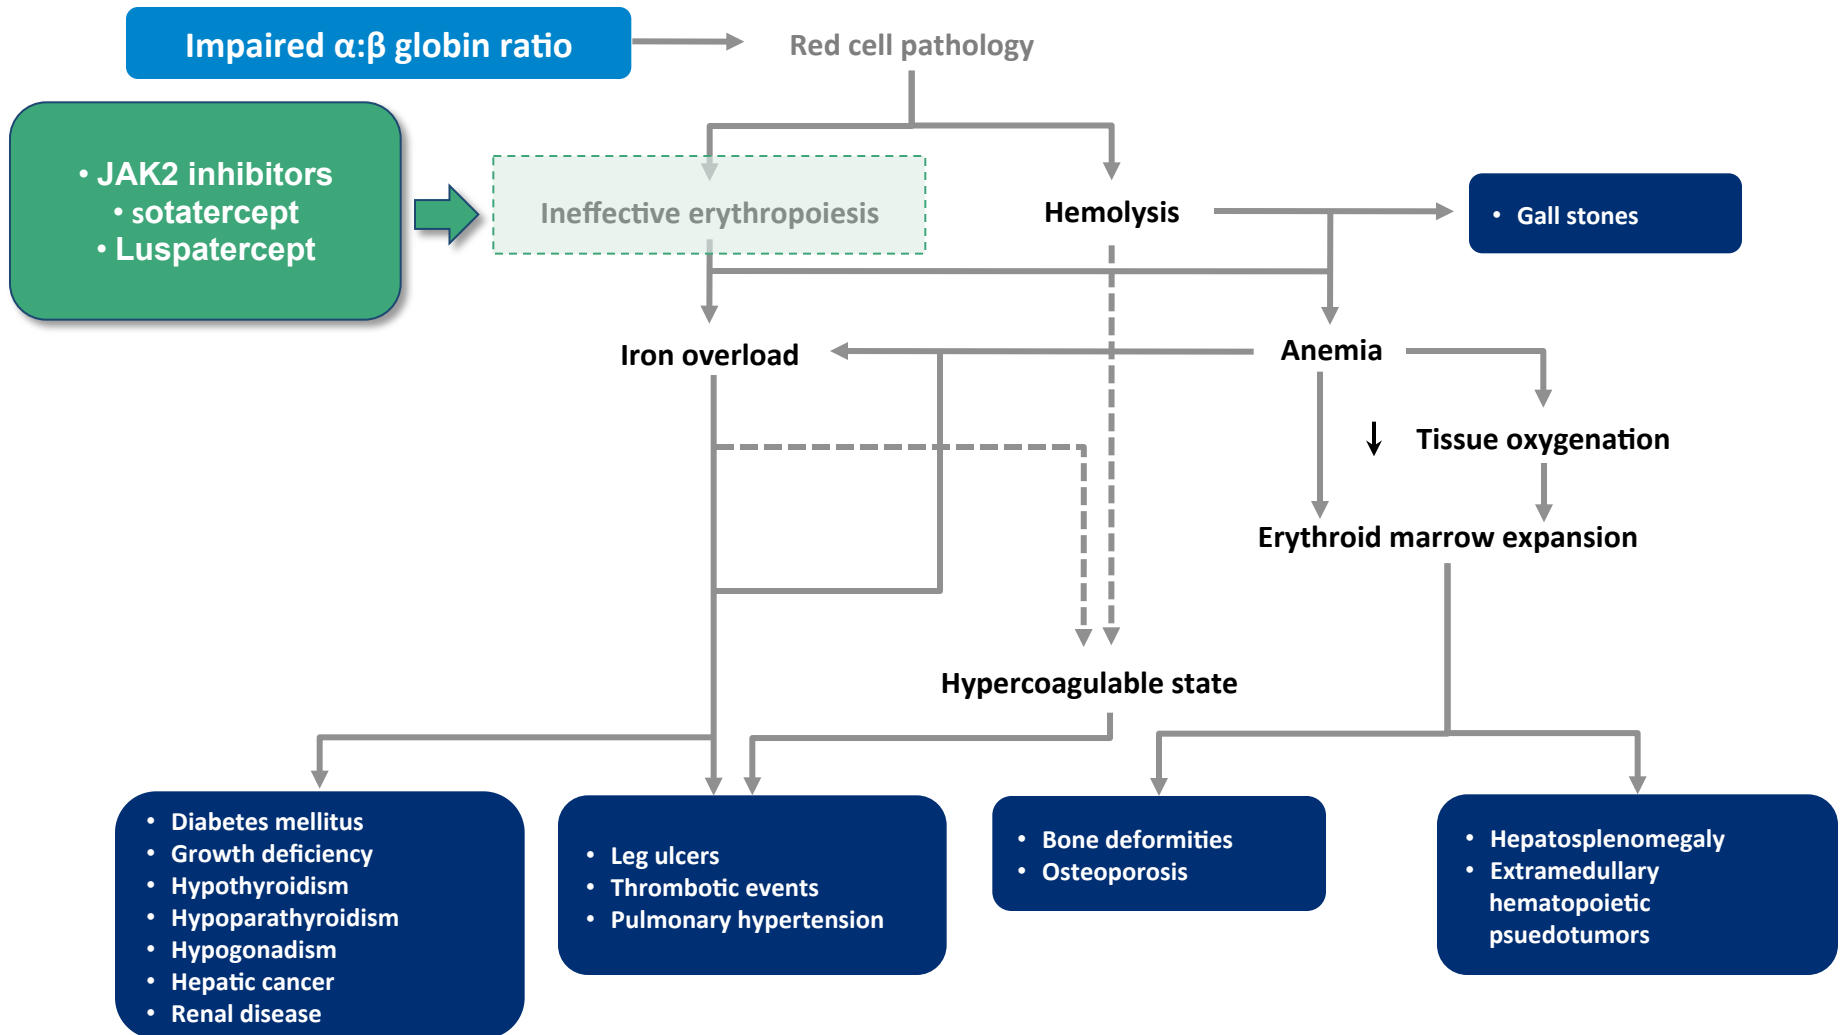 Impaired α:β globin ratio
Red cell pathology
• JAK2 inhibitors
• sotatercept
• Luspatercept
Ineffective erythropoiesis
Hemolysis
• Gall stones
Iron overload
Anemia
↓ Tissue oxygenation
Erythroid marrow expansion
Hypercoagulable state
• Diabetes mellitus
• Growth deficiency
• Hypothyroidism
• Hypoparathyroidism
• Hypogonadism
• Hepatic cancer
• Renal disease
• Leg ulcers
• Thrombotic events
• Pulmonary hypertension
• Bone deformities
• Osteoporosis
• Hepatosplenomegaly
• Extramedullary
hematopoietic
psuedotumors